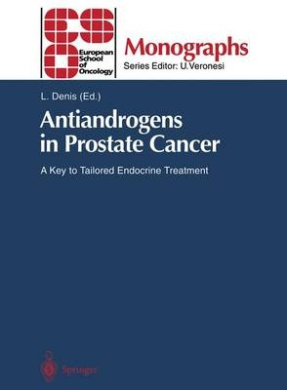 ESO
European
School
of Oncology
Monographs
Series Editor: U. Veronesi
L. Denis (Ed.)
Antiandrogens
in Prostate Cancer
A Key to Tailored Endocrine Treatment
Springer